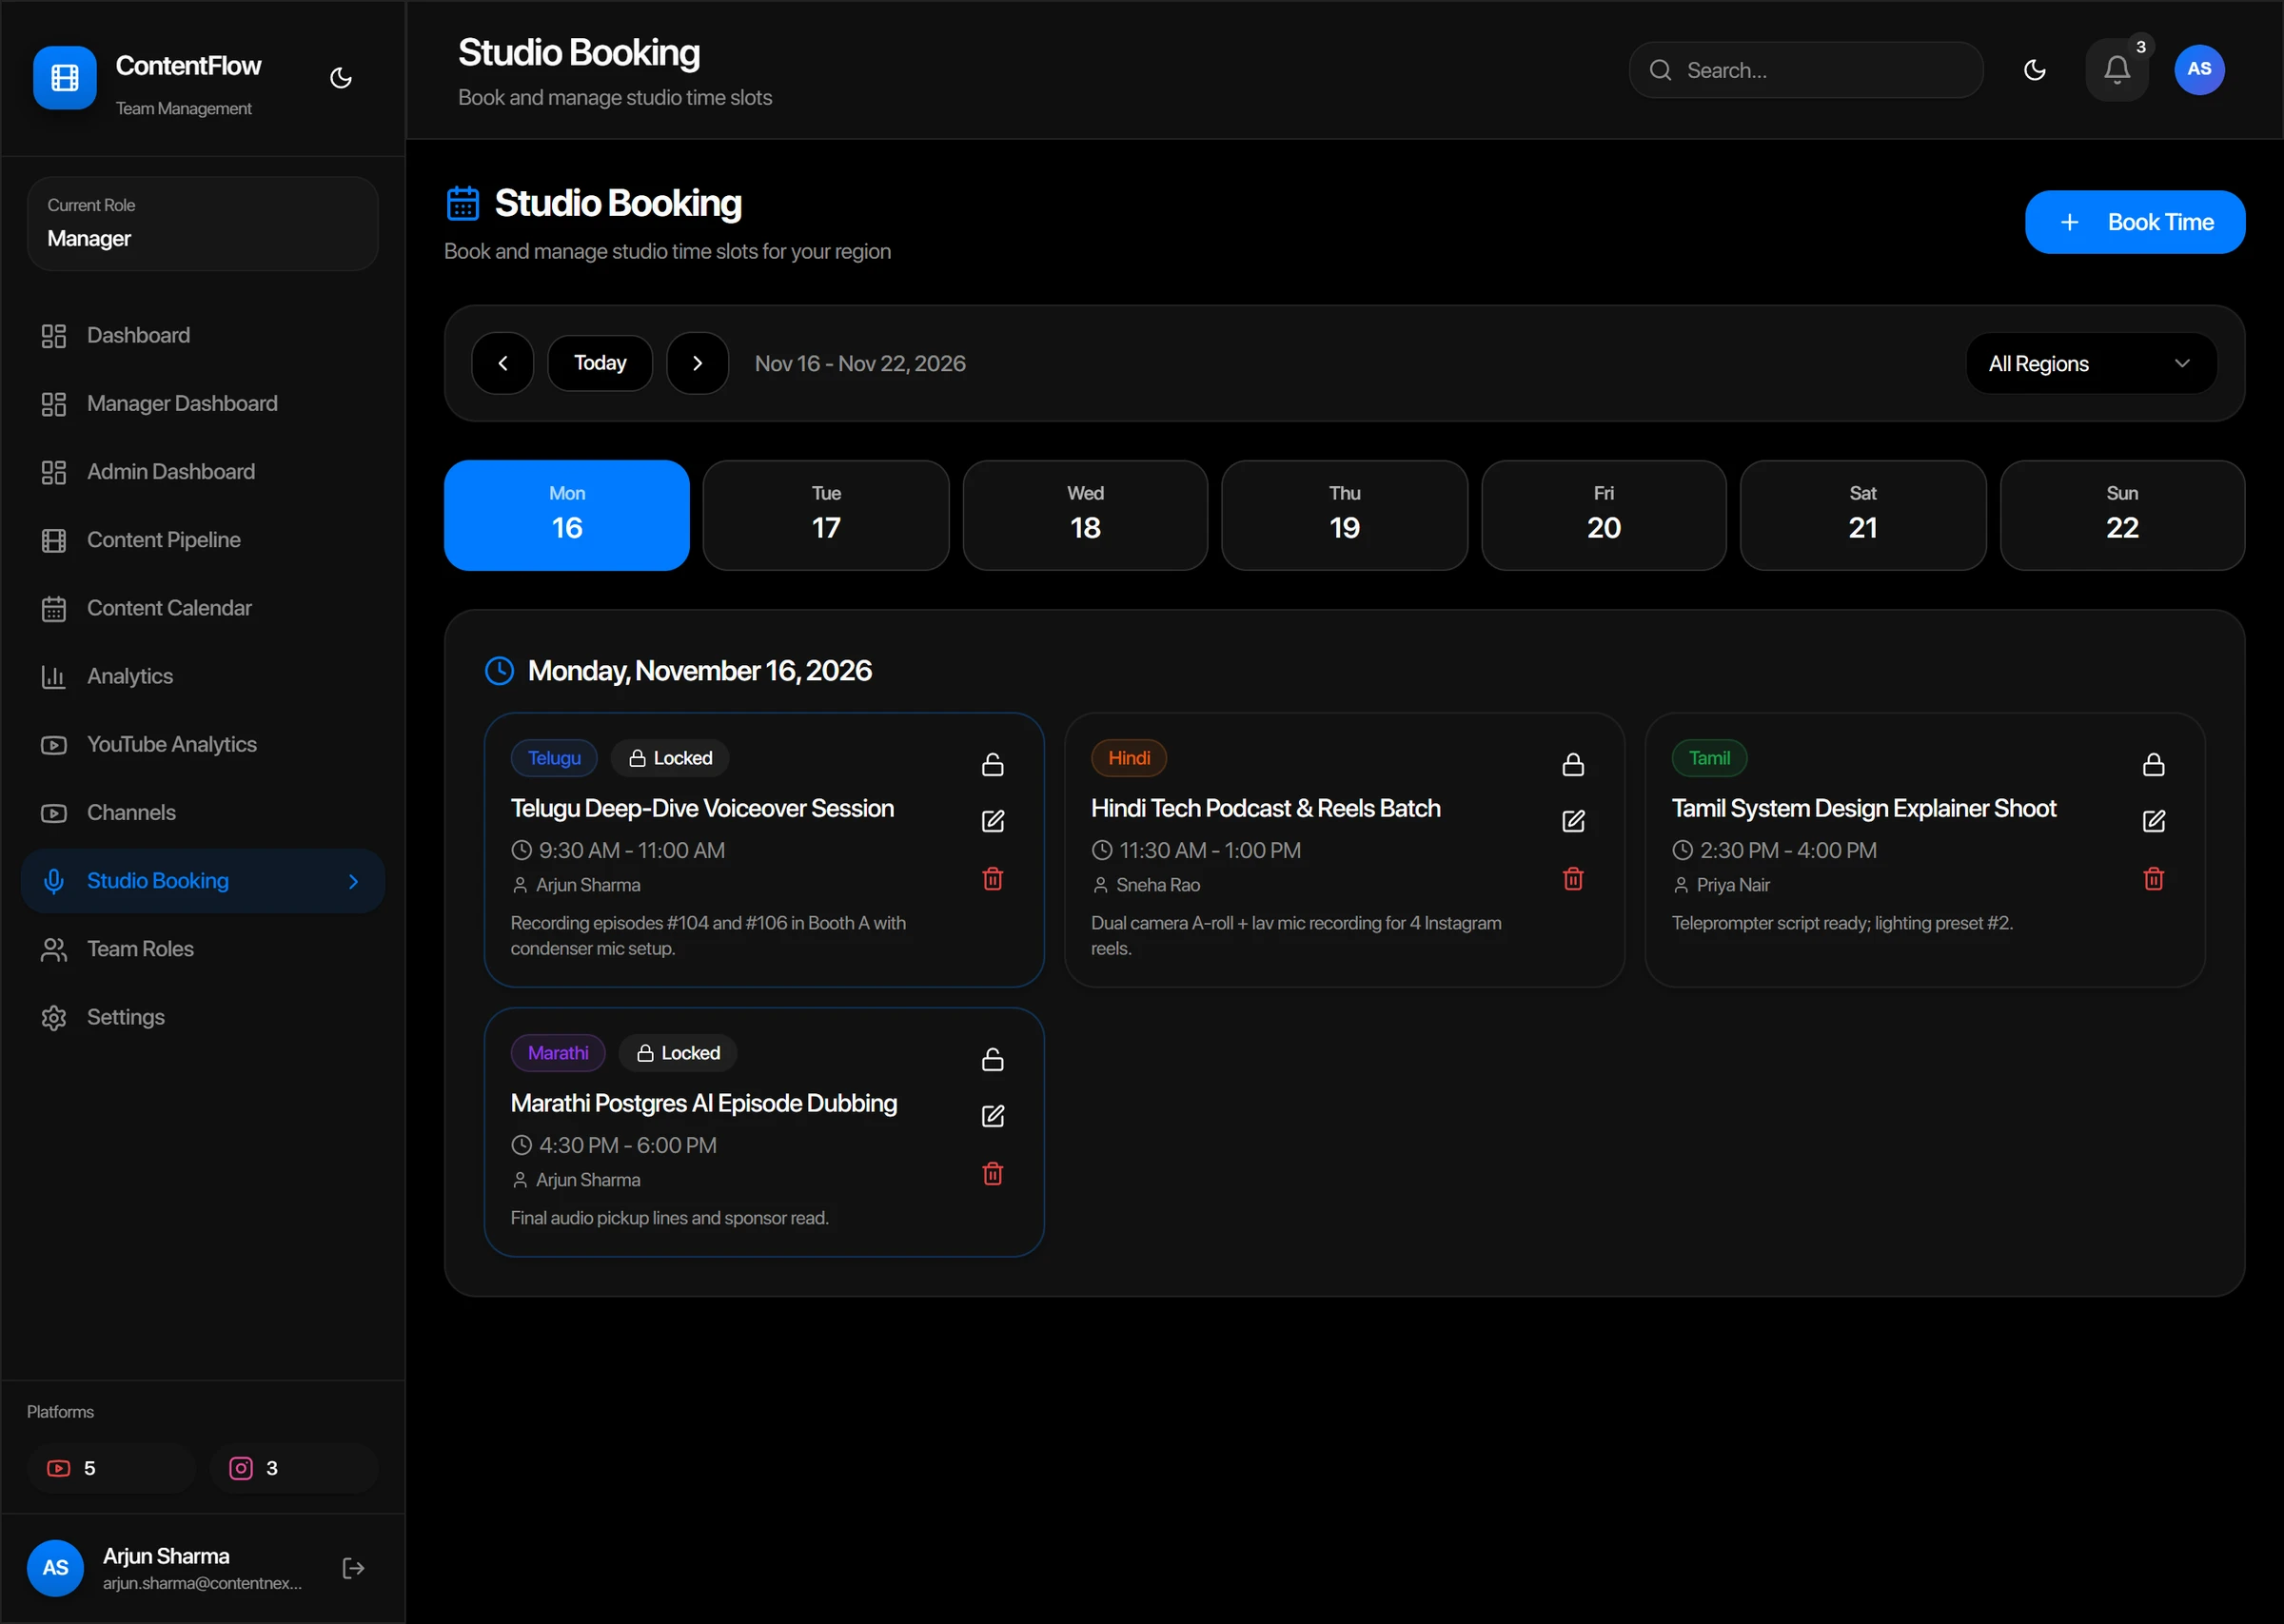 ContentFlow
Team Management
Current Role
Manager
Dashboard
Manager Dashboard
Admin Dashboard
Content Pipeline
Content Calendar
Analytics
YouTube Analytics
Channels
Studio Booking
Team Roles
Settings
Platforms
5
3
AS
Arjun Sharma
arjun.sharma@contentnex...
Studio Booking
Book and manage studio time slots
Search...
3
AS
Studio Booking
Book and manage studio time slots for your region
Book Time
Today
Nov 16 - Nov 22, 2026
All Regions
Mon
16
Tue
17
Wed
18
Thu
19
Fri
20
Sat
21
Sun
22
Monday, November 16, 2026
Telugu
Locked
Telugu Deep-Dive Voiceover Session
9:30 AM - 11:00 AM
Arjun Sharma
Recording episodes #104 and #106 in Booth A with
condenser mic setup.
Hindi
Hindi Tech Podcast & Reels Batch
11:30 AM - 1:00 PM
Sneha Rao
Dual camera A-roll + lav mic recording for 4 Instagram
reels.
Tamil
Tamil System Design Explainer Shoot
2:30 PM - 4:00 PM
Priya Nair
Teleprompter script ready; lighting preset #2.
Marathi
Locked
Marathi Postgres AI Episode Dubbing
4:30 PM - 6:00 PM
Arjun Sharma
Final audio pickup lines and sponsor read.